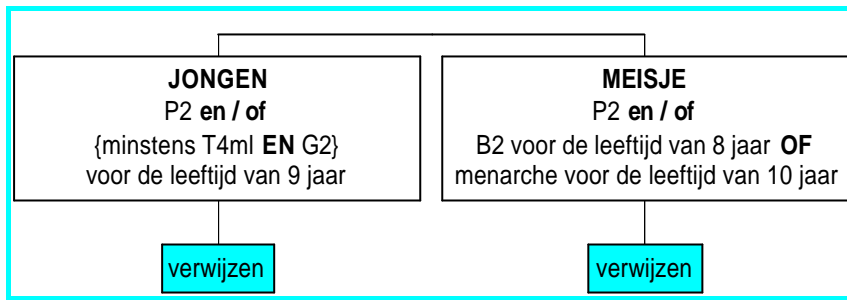 JONGEN
P2 en / of
{minstens T4ml EN G2}
voor de leeftijd van 9 jaar
verwijzen
MEISJE
P2 en / of
B2 voor de leeftijd van 8 jaar OF
menarche voor de leeftijd van 10 jaar
verwijzen